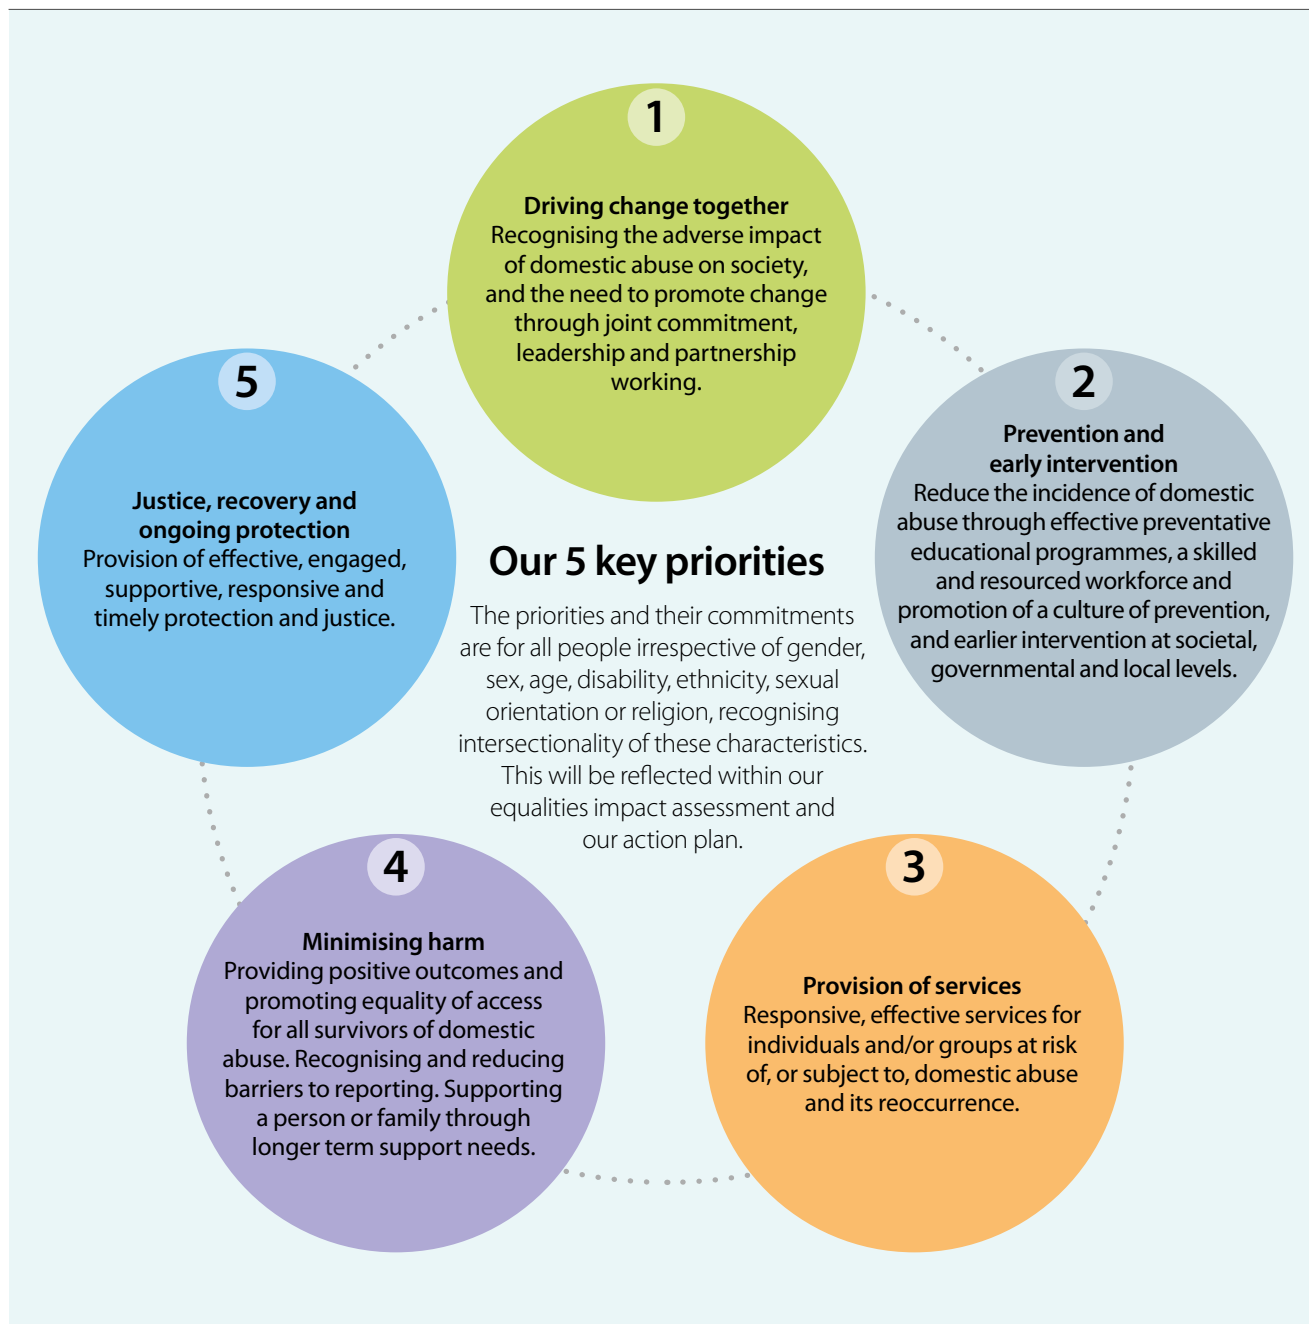 1
Driving change together
Recognising the adverse impact
of domestic abuse on society,
and the need to promote change
through joint commitment,
leadership and partnership
working.
2
Prevention and
early intervention
Reduce the incidence of domestic
abuse through effective preventative
educational programmes, a skilled
and resourced workforce and
promotion of a culture of prevention,
and earlier intervention at societal,
governmental and local levels.
3
Provision of services
Responsive, effective services for
individuals and/or groups at risk
of, or subject to, domestic abuse
and its reoccurrence.
4
Minimising harm
Providing positive outcomes and
promoting equality of access
for all survivors of domestic
abuse. Recognising and reducing
barriers to reporting. Supporting
a person or family through
longer term support needs.
5
Justice, recovery and
ongoing protection
Provision of effective, engaged,
supportive, responsive and
timely protection and justice.
Our 5 key priorities
The priorities and their commitments
are for all people irrespective of gender,
sex, age, disability, ethnicity, sexual
orientation or religion, recognising
intersectionality of these characteristics.
This will be reflected within our
equalities impact assessment and
our action plan.